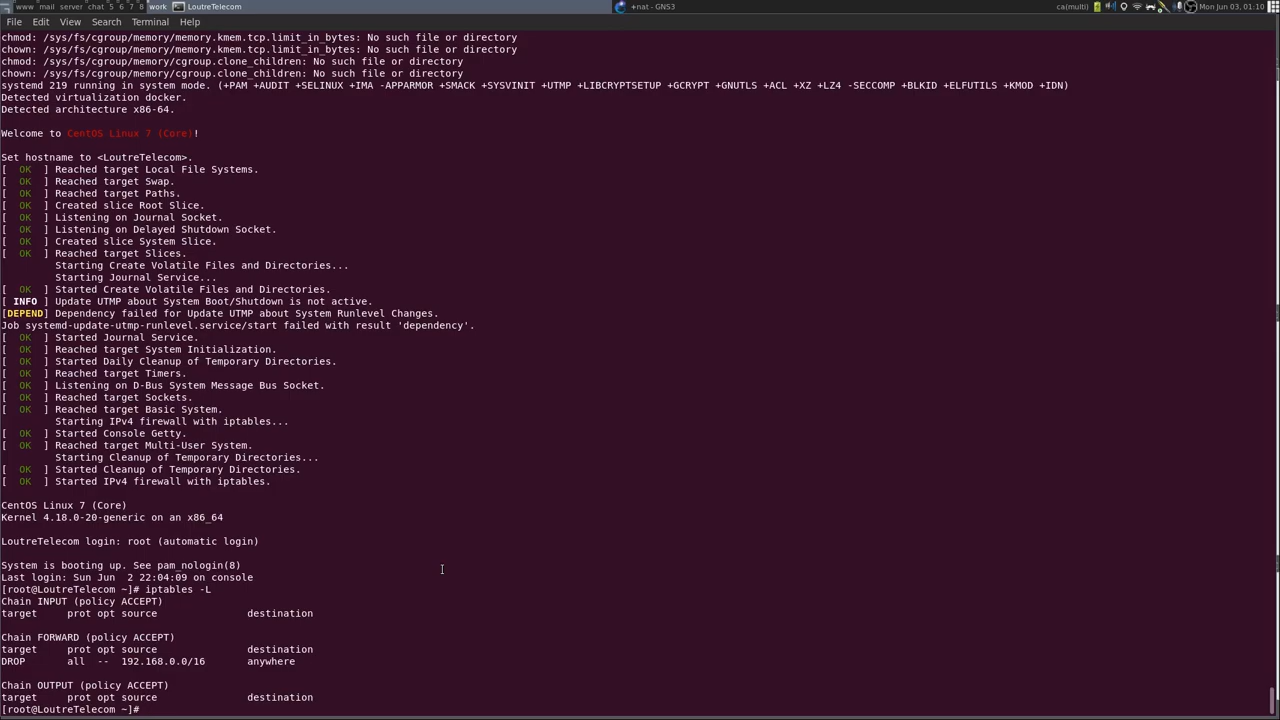 www mail server chat 5 6 7 8 work LoutreTelecom +nat - GNS3 ca(multi) Mon Jun 03, 01:10
File Edit View Search Terminal Help
chmod: /sys/fs/cgroup/memory/memory.kmem.tcp.limit_in_bytes: No such file or directory
chown: /sys/fs/cgroup/memory/memory.kmem.tcp.limit_in_bytes: No such file or directory
chmod: /sys/fs/cgroup/memory/cgroup.clone_children: No such file or directory
chown: /sys/fs/cgroup/memory/cgroup.clone_children: No such file or directory
systemd 219 running in system mode. (+PAM +AUDIT +SELINUX +IMA -APPARMOR +SMACK +SYSVINIT +UTMP +LIBCRYPTSETUP +GCRYPT +GNUTLS +ACL +XZ +LZ4 -SECCOMP +BLKID +ELFUTILS +KMOD +IDN)
Detected virtualization docker.
Detected architecture x86-64.
Welcome to CentOS Linux 7 (Core)!
Set hostname to <LoutreTelecom>.
[  OK  ] Reached target Local File Systems.
[  OK  ] Reached target Swap.
[  OK  ] Reached target Paths.
[  OK  ] Created slice Root Slice.
[  OK  ] Listening on Journal Socket.
[  OK  ] Listening on Delayed Shutdown Socket.
[  OK  ] Created slice System Slice.
[  OK  ] Reached target Slices.
Starting Create Volatile Files and Directories...
Starting Journal Service...
[  OK  ] Started Create Volatile Files and Directories.
[ INFO ] Update UTMP about System Boot/Shutdown is not active.
[DEPEND] Dependency failed for Update UTMP about System Runlevel Changes.
Job systemd-update-utmp-runlevel.service/start failed with result 'dependency'.
[  OK  ] Started Journal Service.
[  OK  ] Reached target System Initialization.
[  OK  ] Started Daily Cleanup of Temporary Directories.
[  OK  ] Reached target Timers.
[  OK  ] Listening on D-Bus System Message Bus Socket.
[  OK  ] Reached target Sockets.
[  OK  ] Reached target Basic System.
Starting IPv4 firewall with iptables...
[  OK  ] Started Console Getty.
[  OK  ] Reached target Multi-User System.
Starting Cleanup of Temporary Directories...
[  OK  ] Started Cleanup of Temporary Directories.
[  OK  ] Started IPv4 firewall with iptables.
CentOS Linux 7 (Core)
Kernel 4.18.0-20-generic on an x86_64
LoutreTelecom login: root (automatic login)
System is booting up. See pam_nologin(8)
Last login: Sun Jun  2 22:04:09 on console
[root@LoutreTelecom ~]# iptables -L
Chain INPUT (policy ACCEPT)
target     prot opt source               destination
Chain FORWARD (policy ACCEPT)
target     prot opt source               destination
DROP       all  --  192.168.0.0/16       anywhere
Chain OUTPUT (policy ACCEPT)
target     prot opt source               destination
[root@LoutreTelecom ~]#